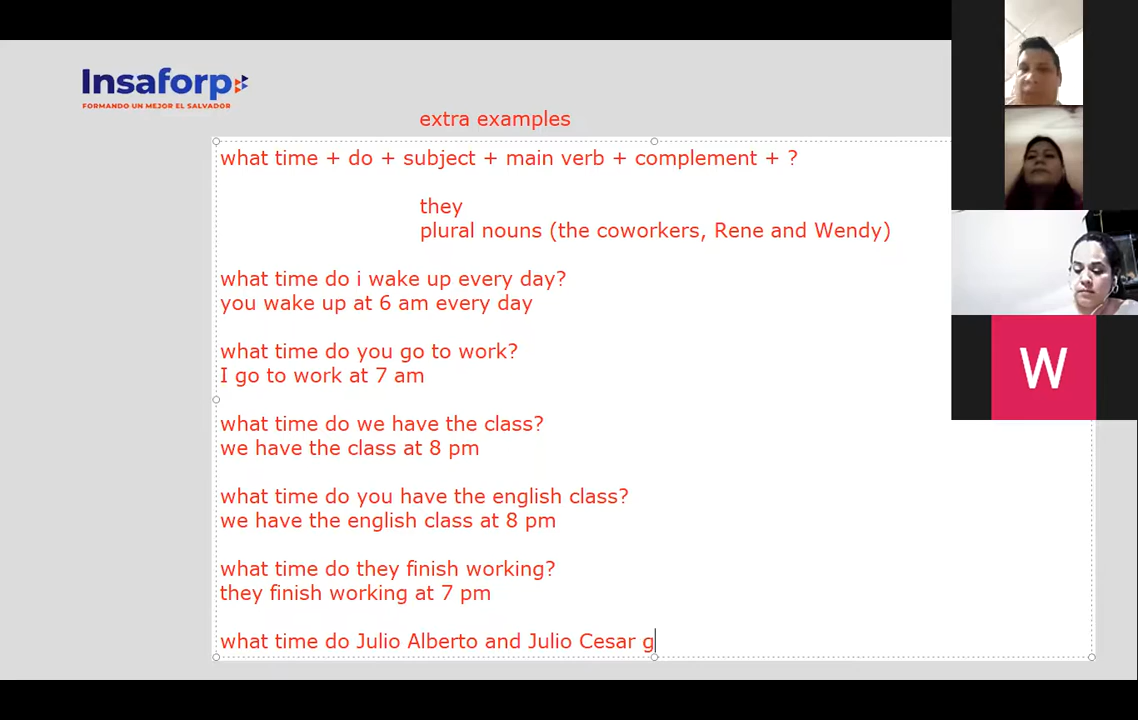 Insaforp
FORMANDO UN MEJOR EL SALVADOR
extra examples
what time + do + subject + main verb + complement + ?
they
plural nouns (the coworkers, Rene and Wendy)
what time do i wake up every day?
you wake up at 6 am every day
what time do you go to work?
I go to work at 7 am
what time do we have the class?
we have the class at 8 pm
what time do you have the english class?
we have the english class at 8 pm
what time do they finish working?
they finish working at 7 pm
what time do Julio Alberto and Julio Cesar g
W